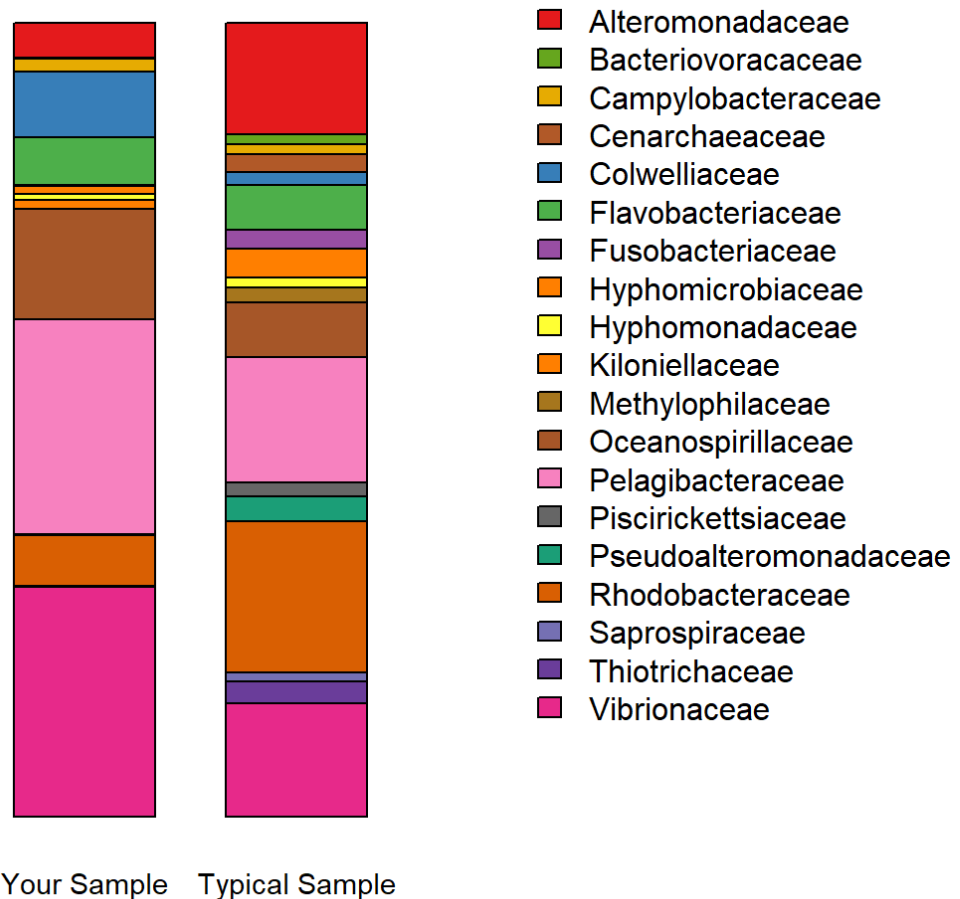 Alteromonadaceae
Bacteriovoracaceae
Campylobacteraceae
Cenarchaeaceae
Colwelliaceae
Flavobacteriaceae
Fusobacteriaceae
Hyphomicrobiaceae
Hyphomonadaceae
Kiloniellaceae
Methylophilaceae
Oceanospirillaceae
Pelagibacteraceae
Piscirickettsiaceae
Pseudoalteromonadaceae
Rhodobacteraceae
Saprospiraceae
Thiotrichaceae
Vibrionaceae
Your Sample Typical Sample